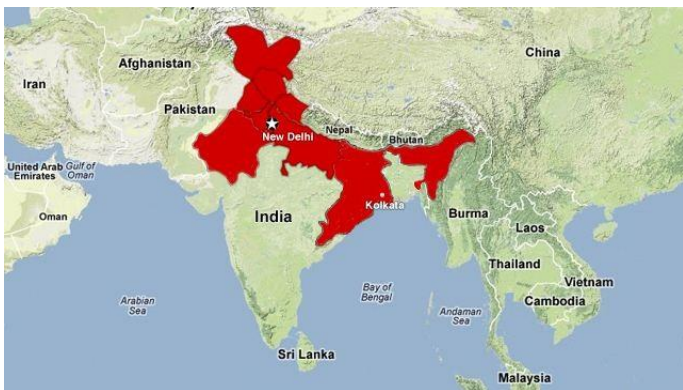 China
Afghanistan
Iran
Pakistan
Nepal
New Delhi
Bhutan
United Arab
Emirates
Gulf of
Oman
Kolkata
India
Burma
Oman
Laos
Thailand
Vietnam
Cambodia
Bay of
Bengal
Arabian
Sea
Andaman
Sea
Sri Lanka
Malaysia